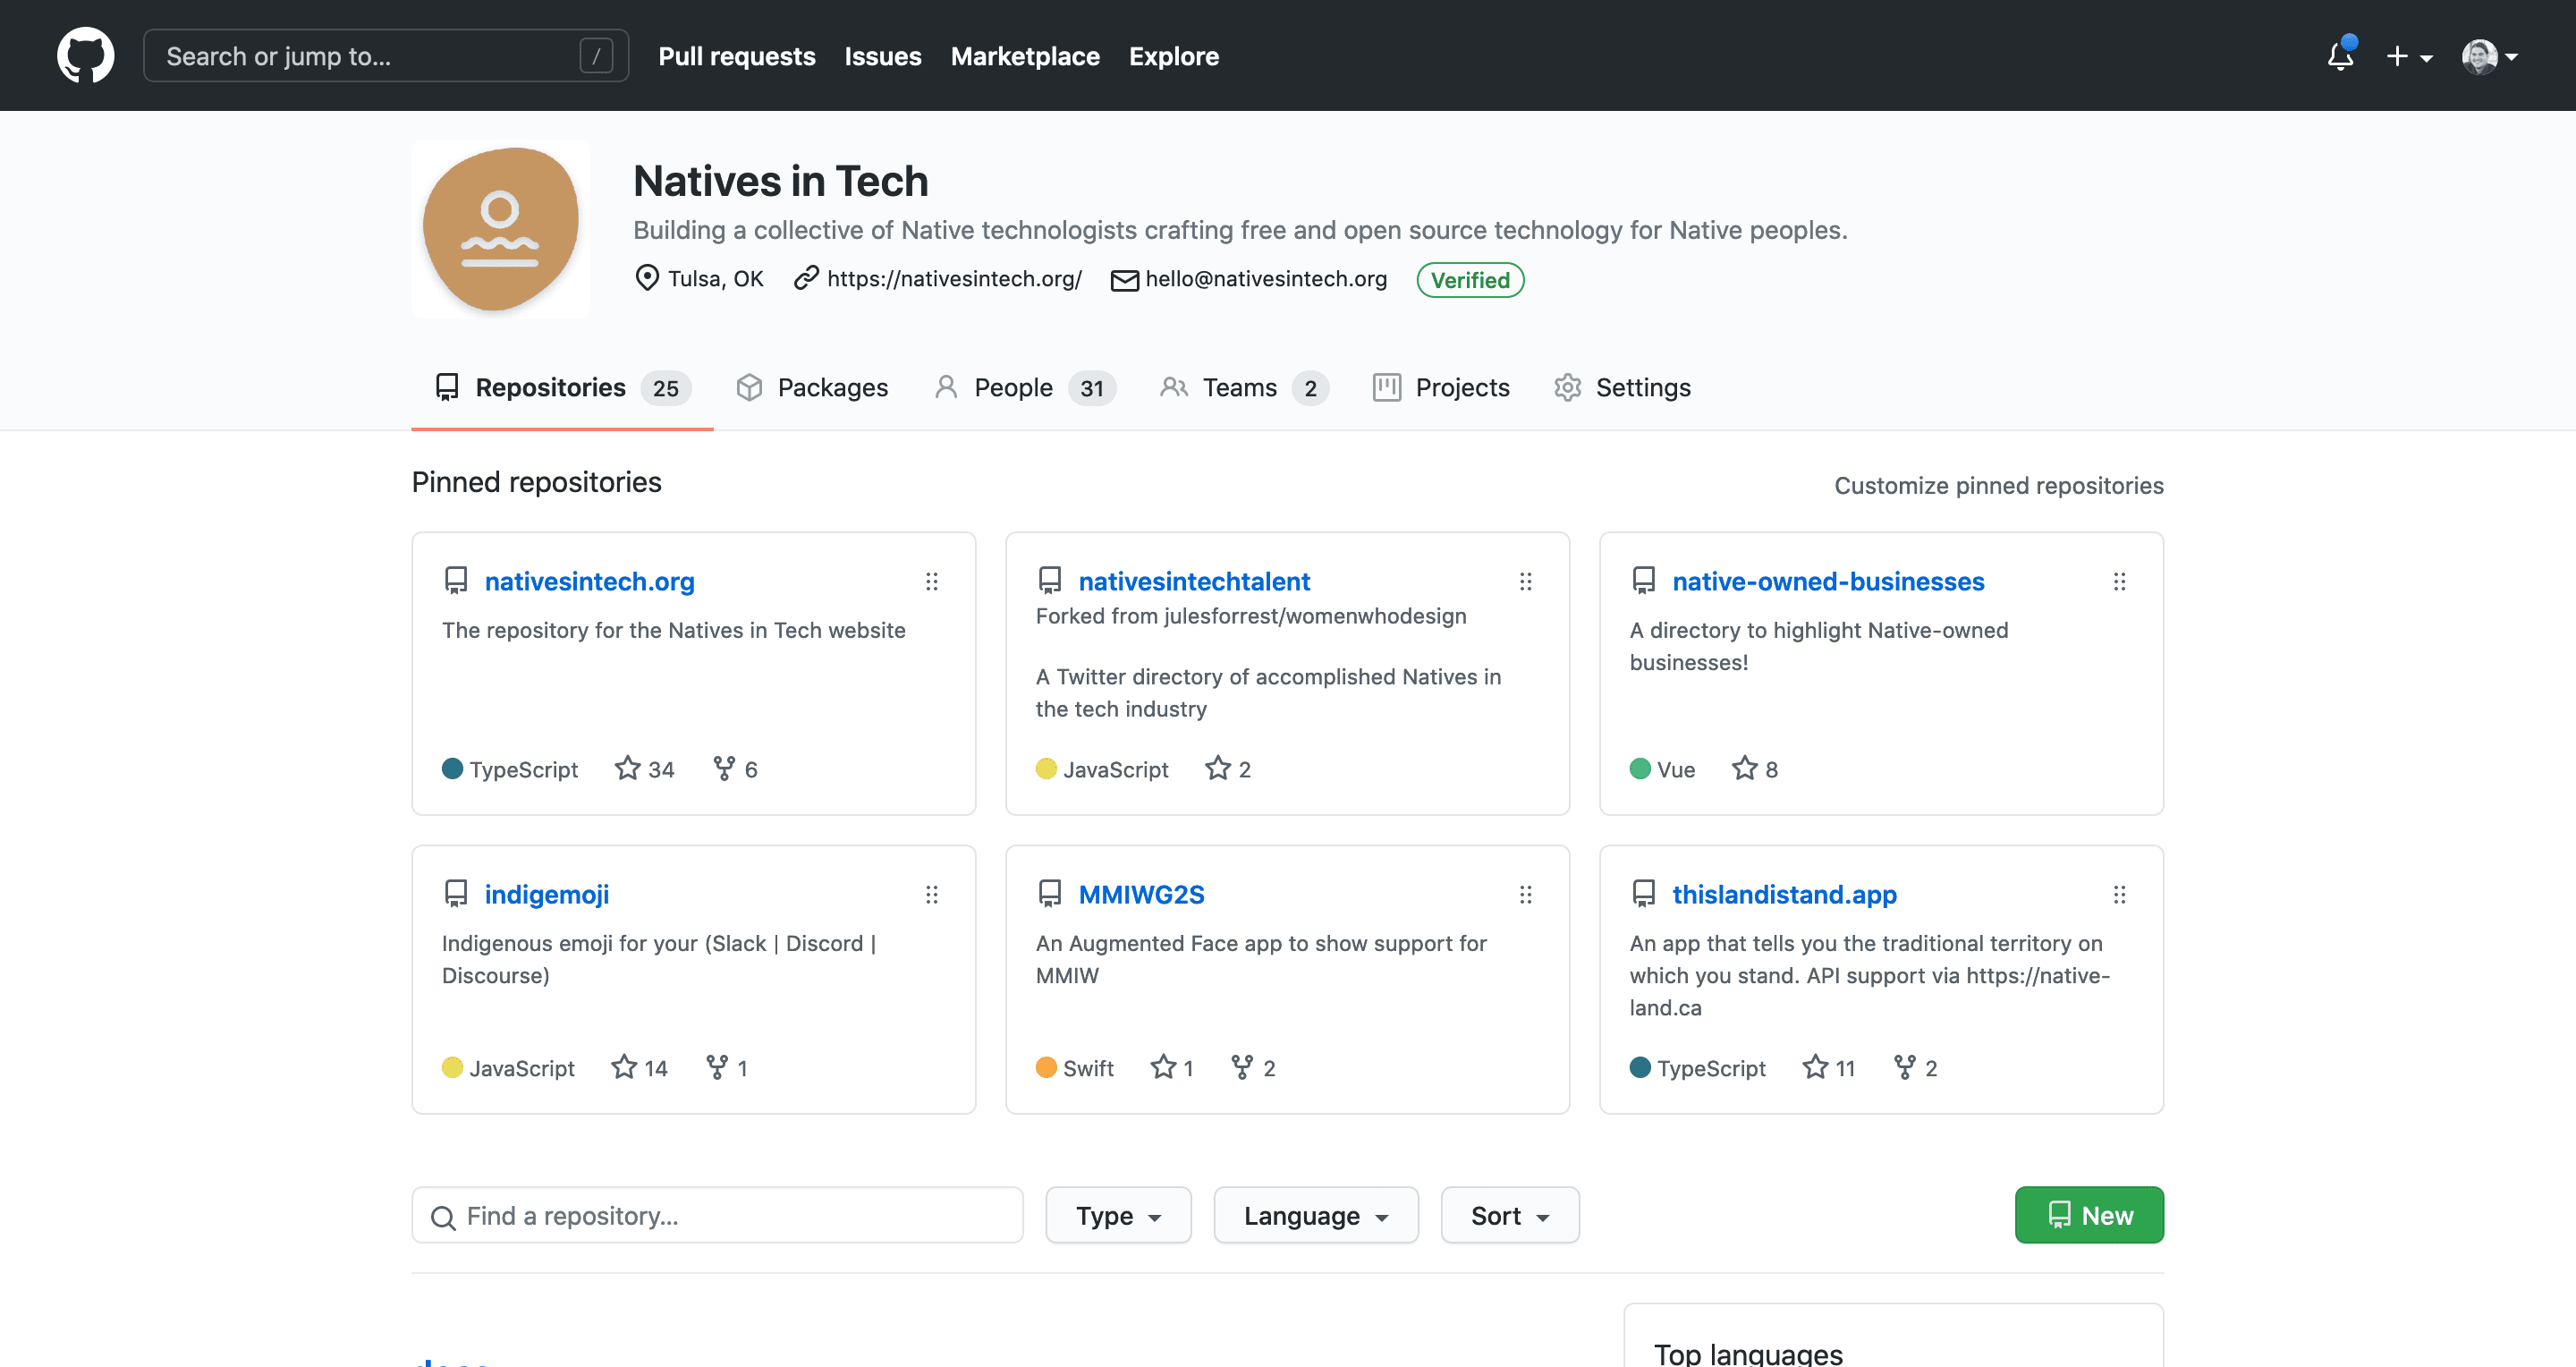 Search or jump to... /
Pull requests Issues Marketplace Explore
Natives in Tech
Building a collective of Native technologists crafting free and open source technology for Native peoples.
Tulsa, OK https://nativesintech.org/ hello@nativesintech.org Verified
Repositories 25 Packages People 31 Teams 2 Projects Settings
Pinned repositories
Customize pinned repositories
nativesintech.org
The repository for the Natives in Tech website
TypeScript 34 6
nativesintechtalent
Forked from julesforrest/womenwhodesign
A Twitter directory of accomplished Natives in
the tech industry
JavaScript 2
native-owned-businesses
A directory to highlight Native-owned
businesses!
Vue 8
indigemoji
Indigenous emoji for your (Slack | Discord |
Discourse)
JavaScript 14 1
MMIWG2S
An Augmented Face app to show support for
MMIW
Swift 1 2
thislandistand.app
An app that tells you the traditional territory on
which you stand. API support via https://native-
land.ca
TypeScript 11 2
Find a repository...
Type Language Sort
New
Top languages